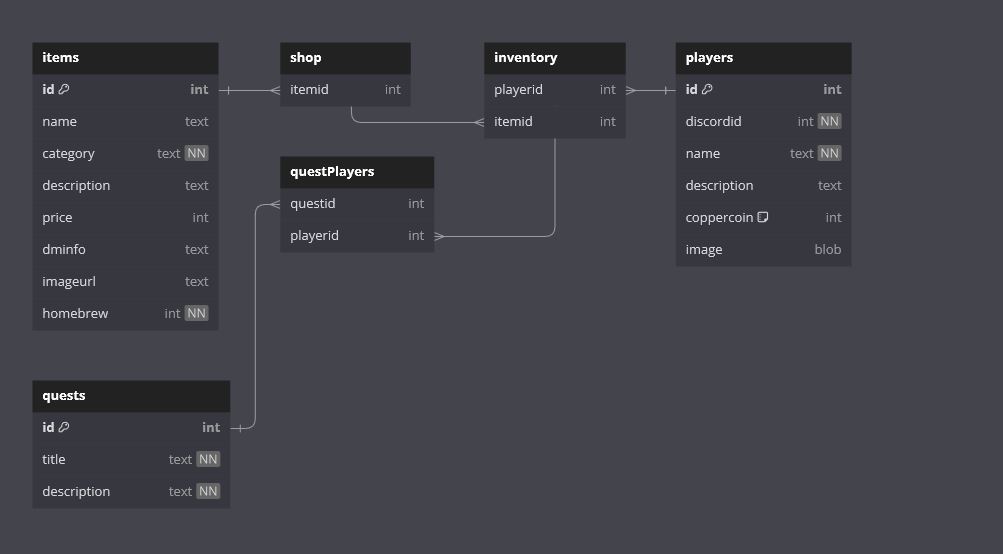 items
id int
name text
category text NN
description text
price int
dminfo text
imageurl text
homebrew int NN
shop
itemid int
inventory
playerid int
itemid int
players
id int
discordid int NN
name text NN
description text
coppercoin int
image blob
questPlayers
questid int
playerid int
quests
id int
title text NN
description text NN